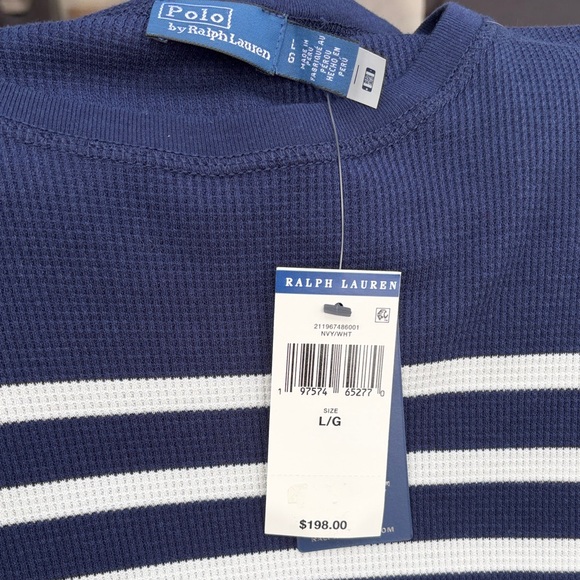 Polo
by Ralph Lauren
L/G
MADE IN
PERU
FABRIQUÉ AU
PÉROU
HECHO EN
PERÚ
RALPH LAUREN
211967486001
NVY/WHT
1 97574 65277 0
SIZE
L/G
$198.00